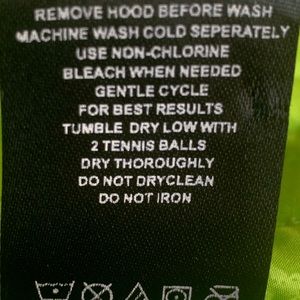 REMOVE HOOD BEFORE WASH
MACHINE WASH COLD SEPERATELY
USE NON-CHLORINE
BLEACH WHEN NEEDED
GENTLE CYCLE
FOR BEST RESULTS
TUMBLE DRY LOW WITH
2 TENNIS BALLS
DRY THOROUGHLY
DO NOT DRYCLEAN
DO NOT IRON